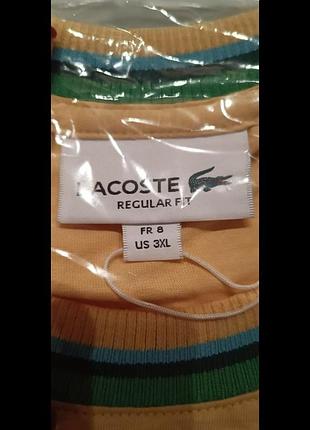 LACOSTE
REGULAR FIT
FR 8
US 3XL